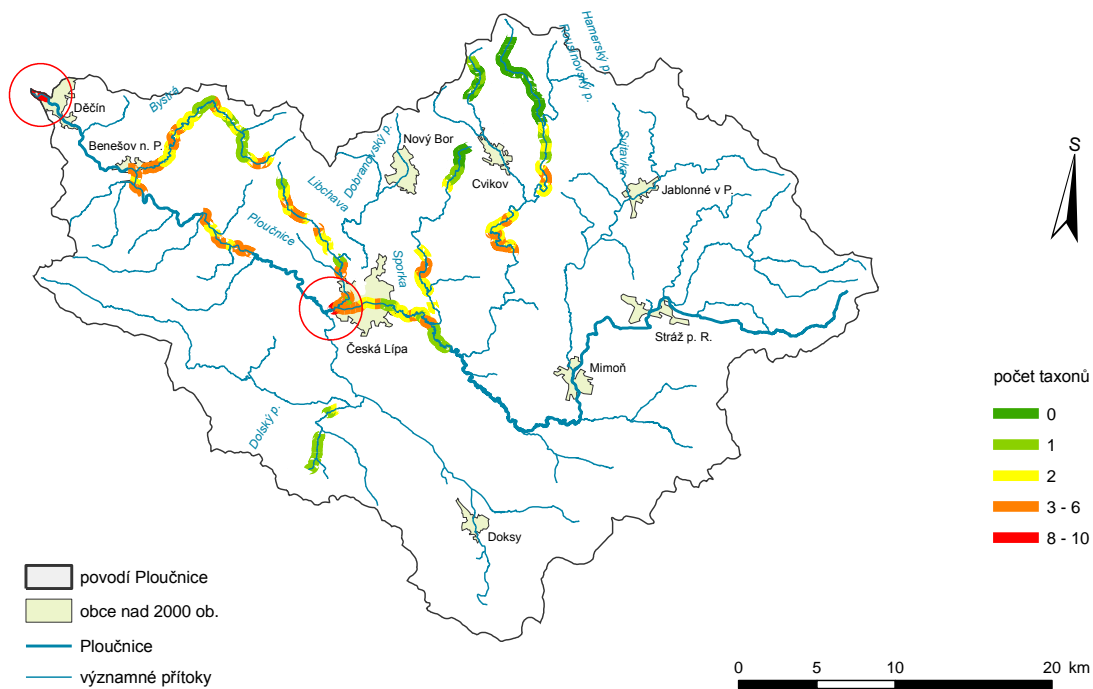 Hamerský p.
Rousínovský p.
Děčín
Bystrá
Benešov n. P.
Dobranovský p.
Nový Bor
Cvikov
Svitavka
Jablonné v P.
Libchava
Ploučnice
Sporka
Česká Lípa
Stráž p. R.
Mimoň
Dolský p.
Doksy
S
počet taxonů
0
1
2
3 - 6
8 - 10
povodí Ploučnice
obce nad 2000 ob.
Ploučnice
významné přítoky
0 5 10 20 km